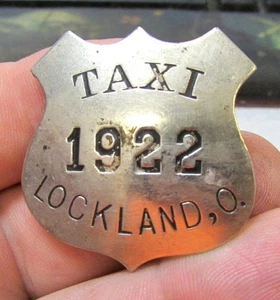 TAXI
1922
LOCKLAND, O.